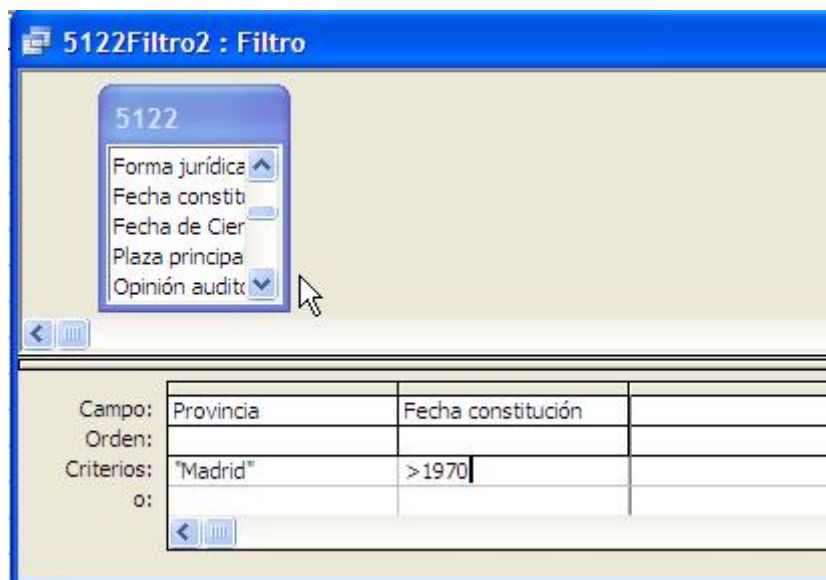 5122Filtro2 : Filtro
5122
Forma jurídica
Fecha constitu
Fecha de Cier
Plaza principa
Opinión audito
Campo: Provincia Fecha constitución
Orden:
Criterios: "Madrid" >1970
o: